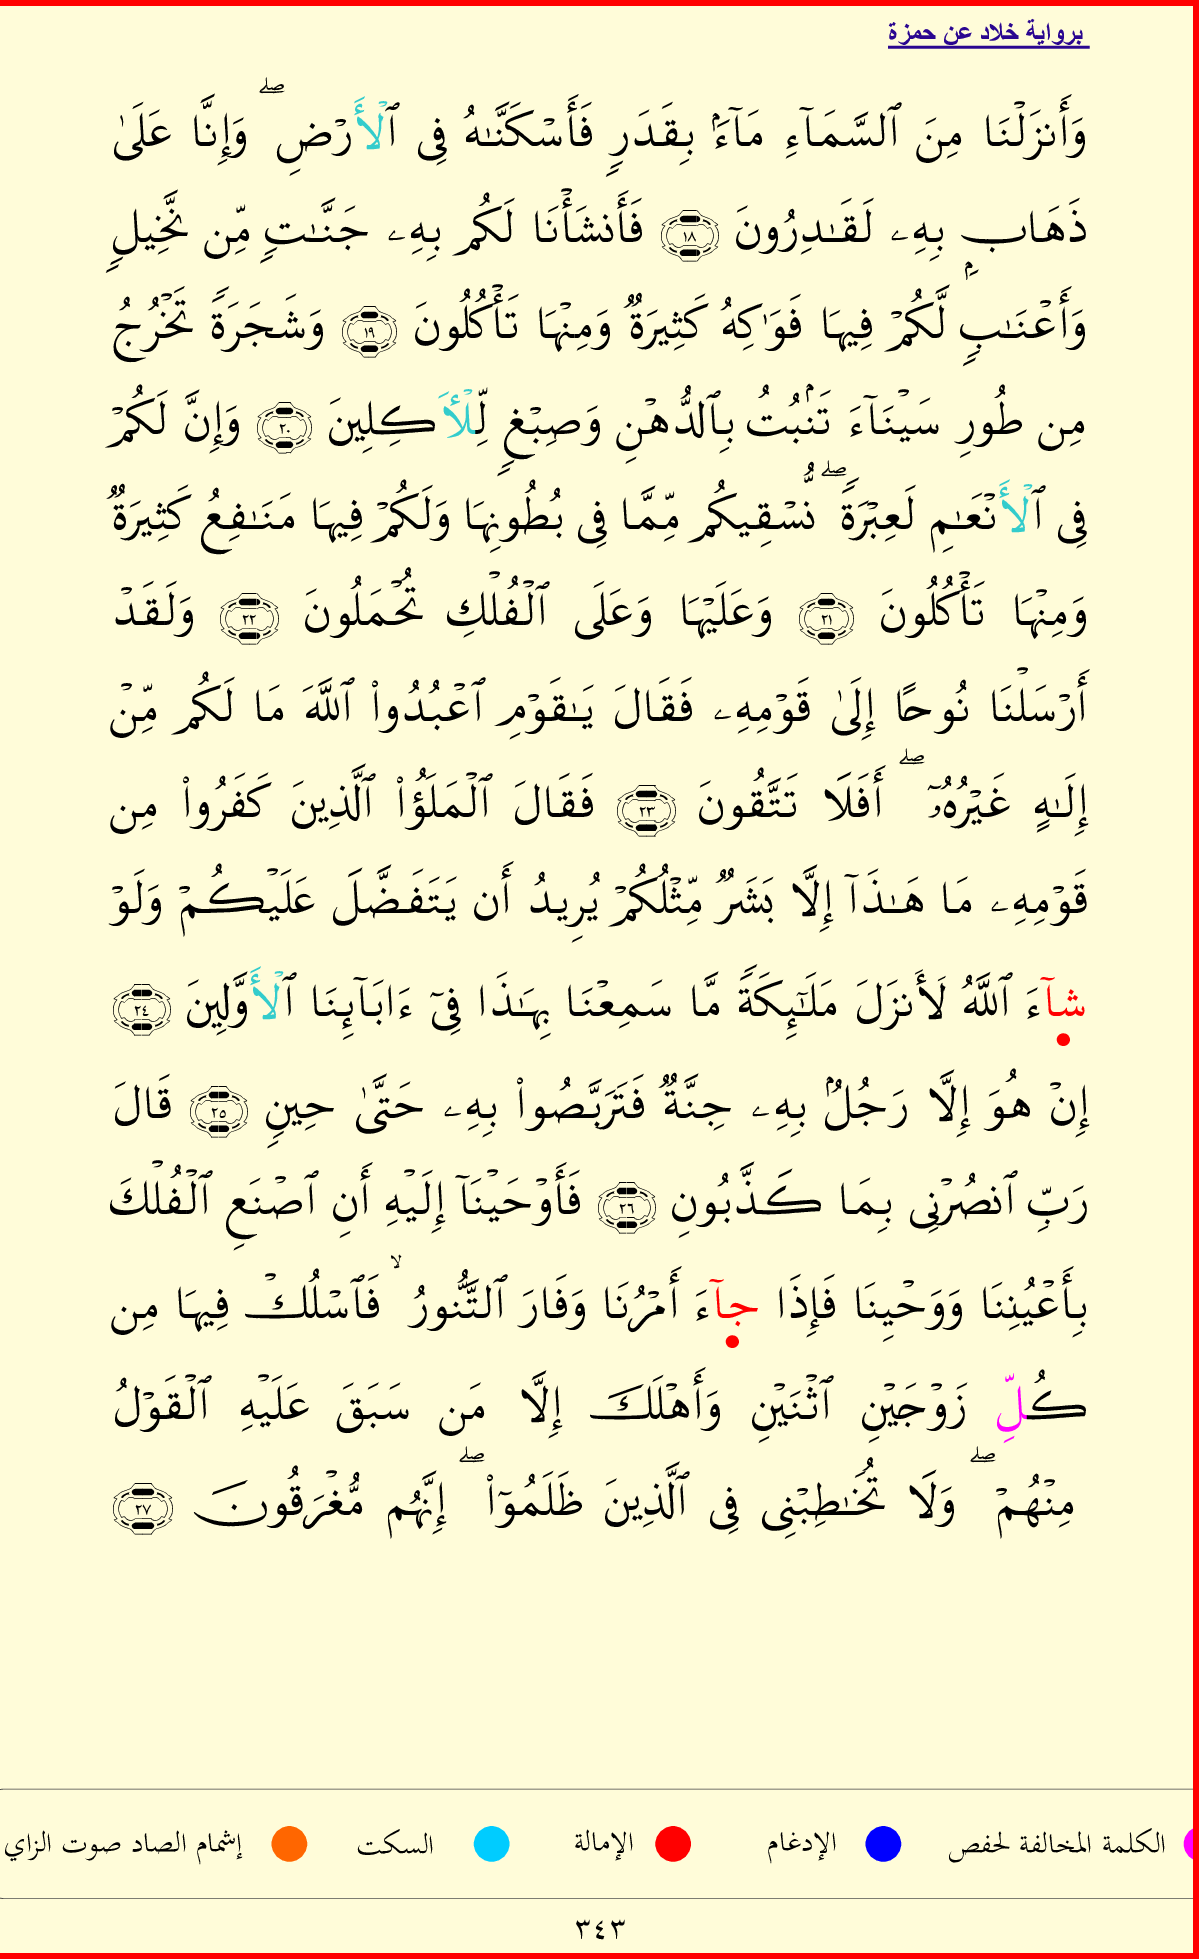 برواية خلاد عن حمزة
وَأَنزَلْنَا مِنَ ٱلسَّمَآءِ مَآءَۢ بِقَدَرٍ فَأَسْكَنَّـٰهُ فِى ٱلْأَرْضِ ۖ وَإِنَّا عَلَىٰ
ذَهَابٍۭ بِهِۦ لَقَـٰدِرُونَ ١٨ فَأَنشَأْنَا لَكُم بِهِۦ جَنَّـٰتٍ مِّن نَّخِيلٍ
وَأَعْنَـٰبٍ لَّكُمْ فِيهَا فَوَٰكِهُ كَثِيرَةٌ وَمِنْهَا تَأْكُلُونَ ١٩ وَشَجَرَةً تَخْرُجُ
مِن طُورِ سَيْنَآءَ تَنۢبُتُ بِٱلدُّهْنِ وَصِبْغٍ لِّلْأَكِلِينَ ٢٠ وَإِنَّ لَكُمْ
فِى ٱلْأَنْعَـٰمِ لَعِبْرَةً ۖ نُّسْقِيكُم مِّمَّا فِى بُطُونِهَا وَلَكُمْ فِيهَا مَنَـٰفِعُ كَثِيرَةٌ
وَمِنْهَا تَأْكُلُونَ ٢١ وَعَلَيْهَا وَعَلَى ٱلْفُلْكِ تُحْمَلُونَ ٢٢ وَلَقَدْ
أَرْسَلْنَا نُوحًا إِلَىٰ قَوْمِهِۦ فَقَالَ يَـٰقَوْمِ ٱعْبُدُوا۟ ٱللَّهَ مَا لَكُم مِّنْ
إِلَـٰهٍ غَيْرُهُۥٓ ۖ أَفَلَا تَتَّقُونَ ٢٣ فَقَالَ ٱلْمَلَؤُا۟ ٱلَّذِينَ كَفَرُوا۟ مِن
قَوْمِهِۦ مَا هَـٰذَآ إِلَّا بَشَرٌ مِّثْلُكُمْ يُرِيدُ أَن يَتَفَضَّلَ عَلَيْكُمْ وَلَوْ
شَآءَ ٱللَّهُ لَأَنزَلَ مَلَـٰٓئِكَةً مَّا سَمِعْنَا بِهَـٰذَا فِىٓ ءَابَآئِنَا ٱلْأَوَّلِينَ ٢٤
إِنْ هُوَ إِلَّا رَجُلٌۢ بِهِۦ جِنَّةٌ فَتَرَبَّصُوا۟ بِهِۦ حَتَّىٰ حِينٍ ٢٥ قَالَ
رَبِّ ٱنصُرْنِى بِمَا كَذَّبُونِ ٢٦ فَأَوْحَيْنَآ إِلَيْهِ أَنِ ٱصْنَعِ ٱلْفُلْكَ
بِأَعْيُنِنَا وَوَحْيِنَا فَإِذَا جَآءَ أَمْرُنَا وَفَارَ ٱلتَّنُّورُ ۙ فَٱسْلُكْ فِيهَا مِن
كُلِّ زَوْجَيْنِ ٱثْنَيْنِ وَأَهْلَكَ إِلَّا مَن سَبَقَ عَلَيْهِ ٱلْقَوْلُ
مِنْهُمْ ۖ وَلَا تُخَـٰطِبْنِى فِى ٱلَّذِينَ ظَلَمُوٓا۟ ۖ إِنَّهُم مُّغْرَقُونَ ٢٧
الكلمة المخالفة لحفص الإدغام الإمالة السكت إشمام الصاد صوت الزاي
٣٤٣